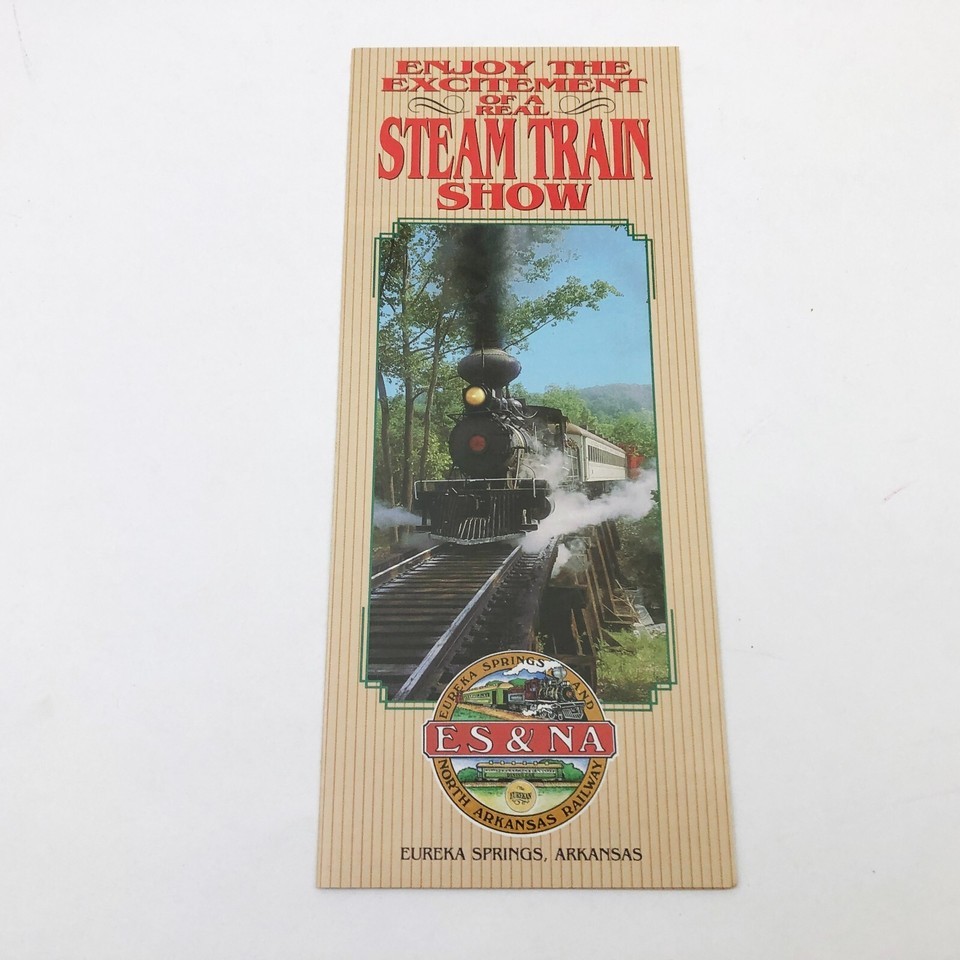 ENJOY THE
EXCITEMENT
OF A
REAL
STEAM TRAIN
SHOW
EUREKA SPRINGS AND
ES & NA
EUREKAN
NORTH ARKANSAS RAILWAY
EUREKA SPRINGS, ARKANSAS